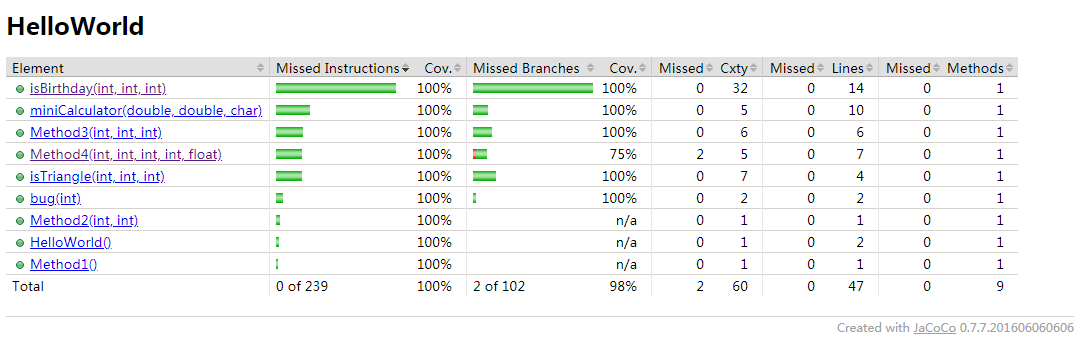 HelloWorld
Element Missed Instructions Cov. Missed Branches Cov. Missed Cxty Missed Lines Missed Methods
isBirthday(int, int, int) 100% 100% 0 32 0 14 0 1
miniCalculator(double, double, char) 100% 100% 0 5 0 10 0 1
Method3(int, int, int) 100% 100% 0 6 0 6 0 1
Method4(int, int, int, int, float) 100% 75% 2 5 0 7 0 1
isTriangle(int, int, int) 100% 100% 0 7 0 4 0 1
bug(int) 100% 100% 0 2 0 2 0 1
Method2(int, int) 100% n/a 0 1 0 1 0 1
HelloWorld() 100% n/a 0 1 0 2 0 1
Method1() 100% n/a 0 1 0 1 0 1
Total 0 of 239 100% 2 of 102 98% 2 60 0 47 0 9
Created with JaCoCo 0.7.7.201606060606